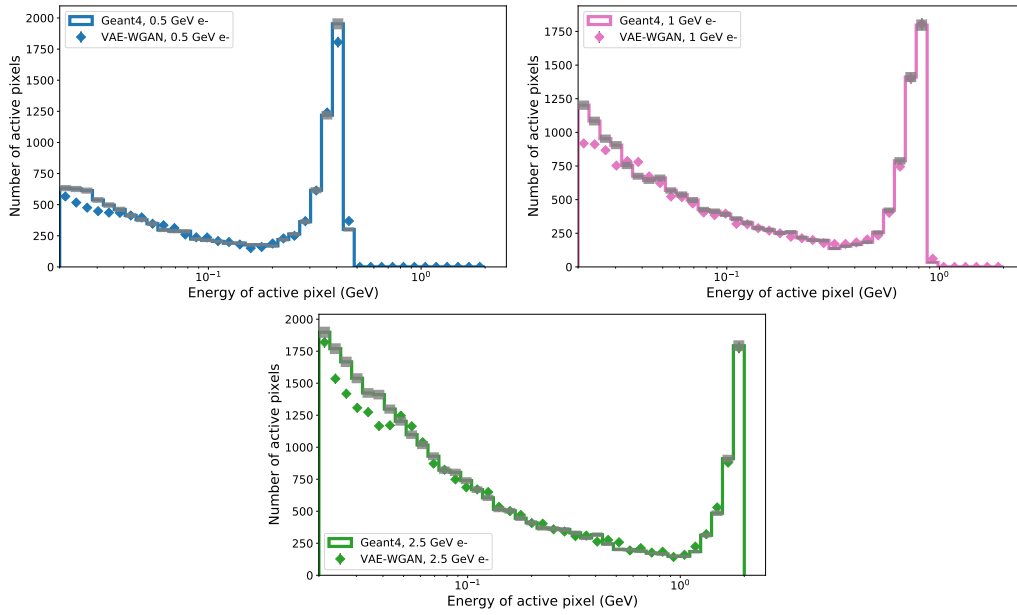 Geant4, 0.5 GeV e-
VAE-WGAN, 0.5 GeV e-
Number of active pixels
2000
1750
1500
1250
1000
750
500
250
0
10⁻¹
10⁰
Energy of active pixel (GeV)
Geant4, 1 GeV e-
VAE-WGAN, 1 GeV e-
Number of active pixels
1750
1500
1250
1000
750
500
250
0
10⁻¹
10⁰
Energy of active pixel (GeV)
Number of active pixels
2000
1750
1500
1250
1000
750
500
250
0
Geant4, 2.5 GeV e-
VAE-WGAN, 2.5 GeV e-
10⁻¹
10⁰
Energy of active pixel (GeV)